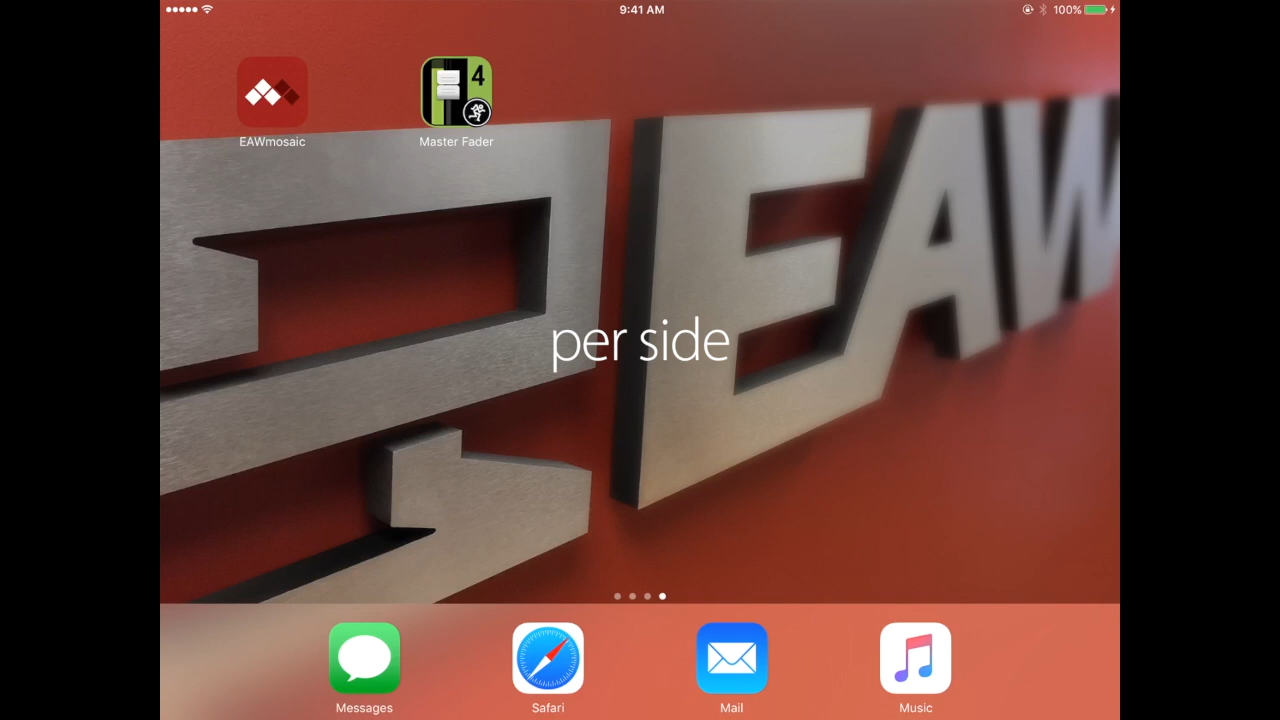 9:41 AM
100%
4
EAWmosaic
Master Fader
EAW
per side
Messages
Safari
Mail
Music